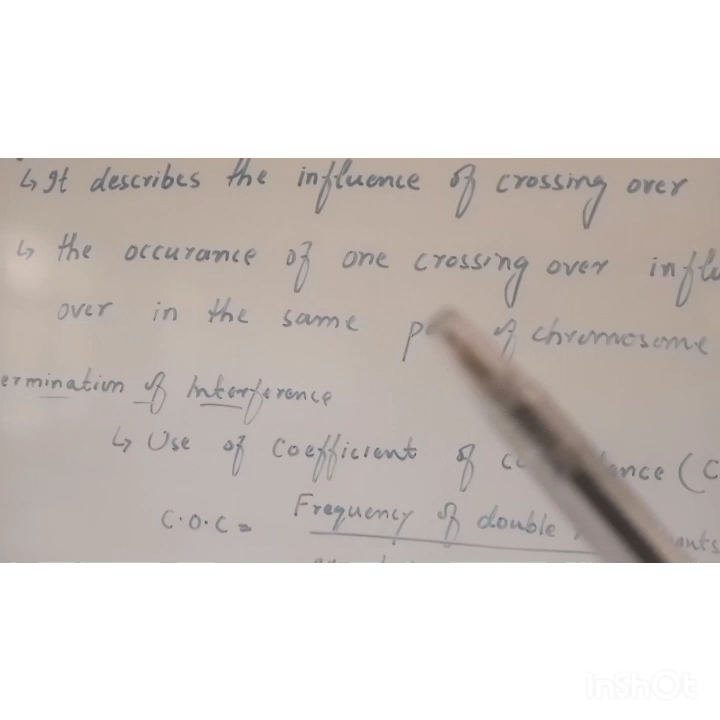 ↳ It describes the influence of crossing over
↳ the occurance of one crossing over influ
over in the same of chromosome
ermination of Interference
↳ Use of Coefficient of (C
C.O.C = Frequency of double
InShOt